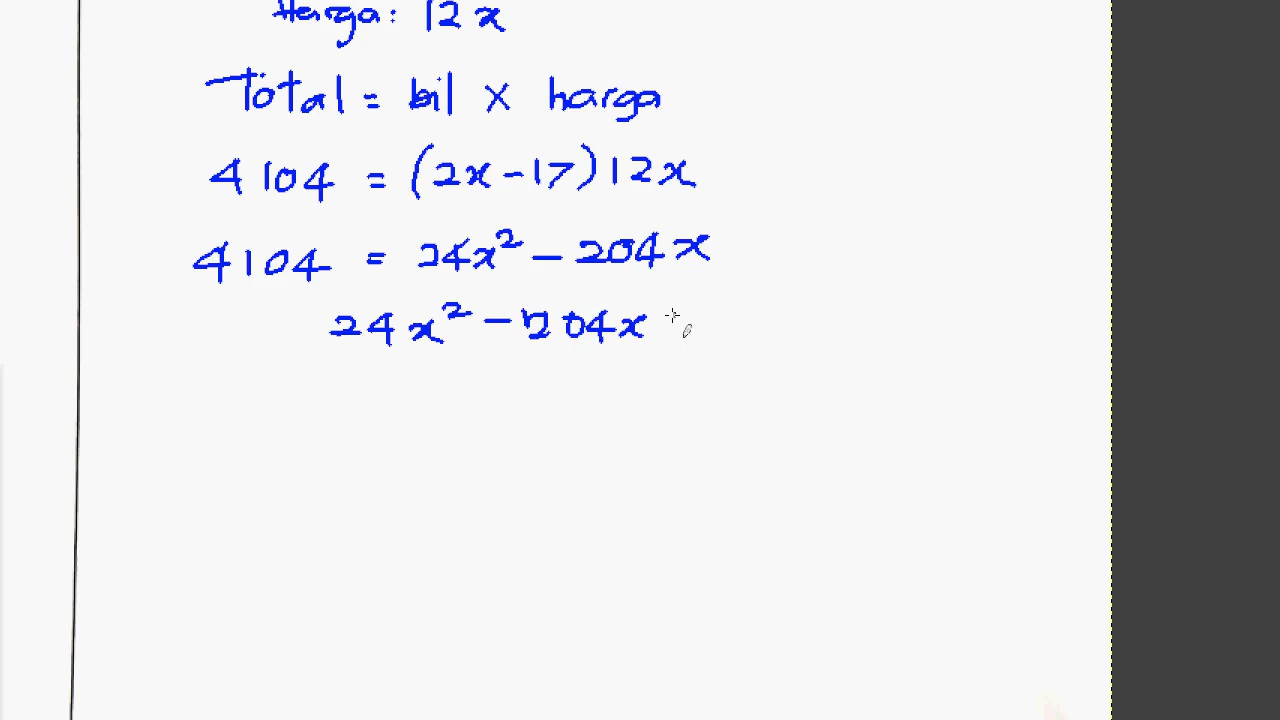 Harga: 12x
Total = bil × harga
4104 = (2x - 17) 12x
4104 = 24x² - 204x
24x² - 204x